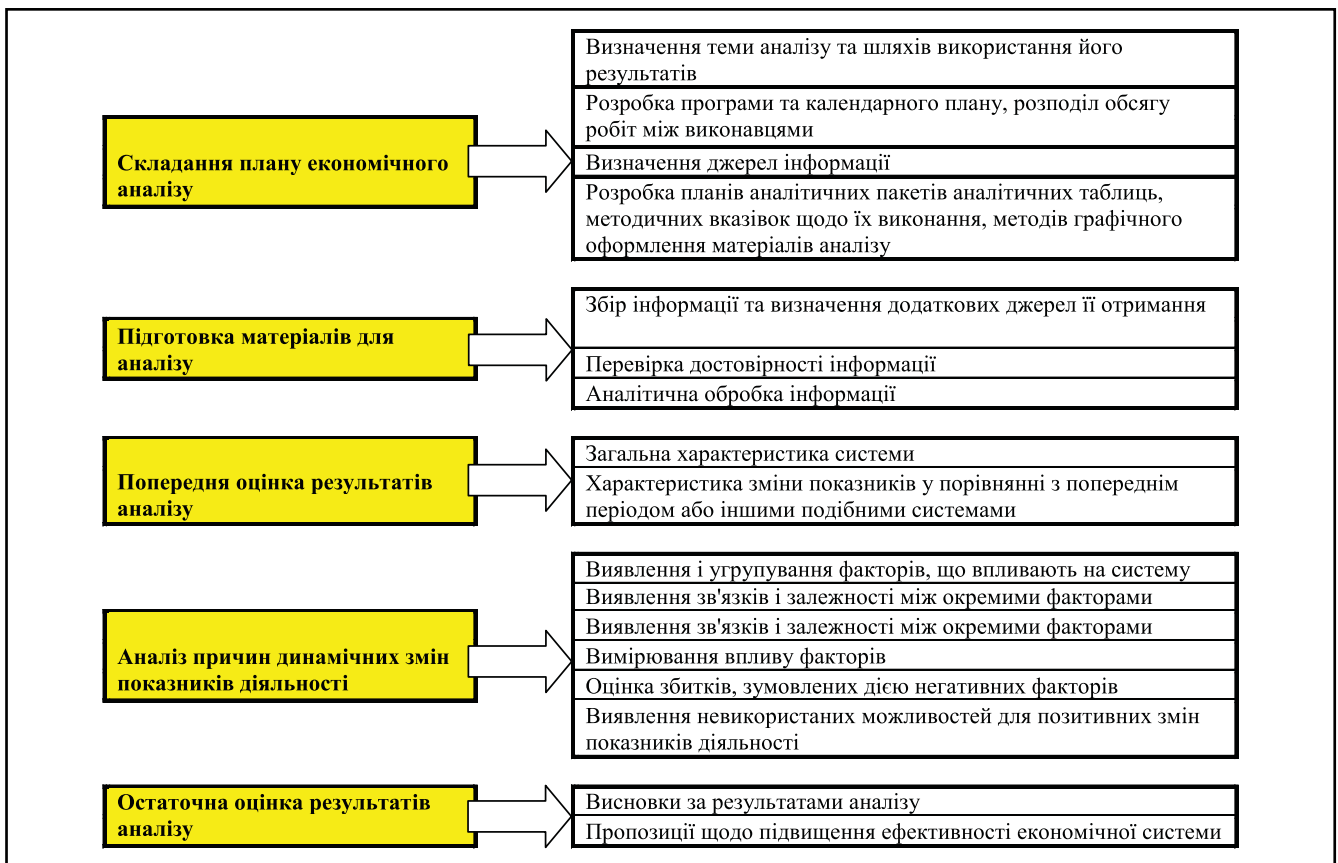 Складання плану економічного
аналізу
Визначення теми аналізу та шляхів використання його
результатів
Розробка програми та календарного плану, розподіл обсягу
робіт між виконавцями
Визначення джерел інформації
Розробка планів аналітичних пакетів аналітичних таблиць,
методичних вказівок щодо їх виконання, методів графічного
оформлення матеріалів аналізу
Підготовка матеріалів для
аналізу
Збір інформації та визначення додаткових джерел її отримання
Перевірка достовірності інформації
Аналітична обробка інформації
Попередня оцінка результатів
аналізу
Загальна характеристика системи
Характеристика зміни показників у порівнянні з попереднім
періодом або іншими подібними системами
Аналіз причин динамічних змін
показників діяльності
Виявлення і угрупування факторів, що впливають на систему
Виявлення зв'язків і залежності між окремими факторами
Виявлення зв'язків і залежності між окремими факторами
Вимірювання впливу факторів
Оцінка збитків, зумовлених дією негативних факторів
Виявлення невикористаних можливостей для позитивних змін
показників діяльності
Остаточна оцінка результатів
аналізу
Висновки за результатами аналізу
Пропозиції щодо підвищення ефективності економічної системи